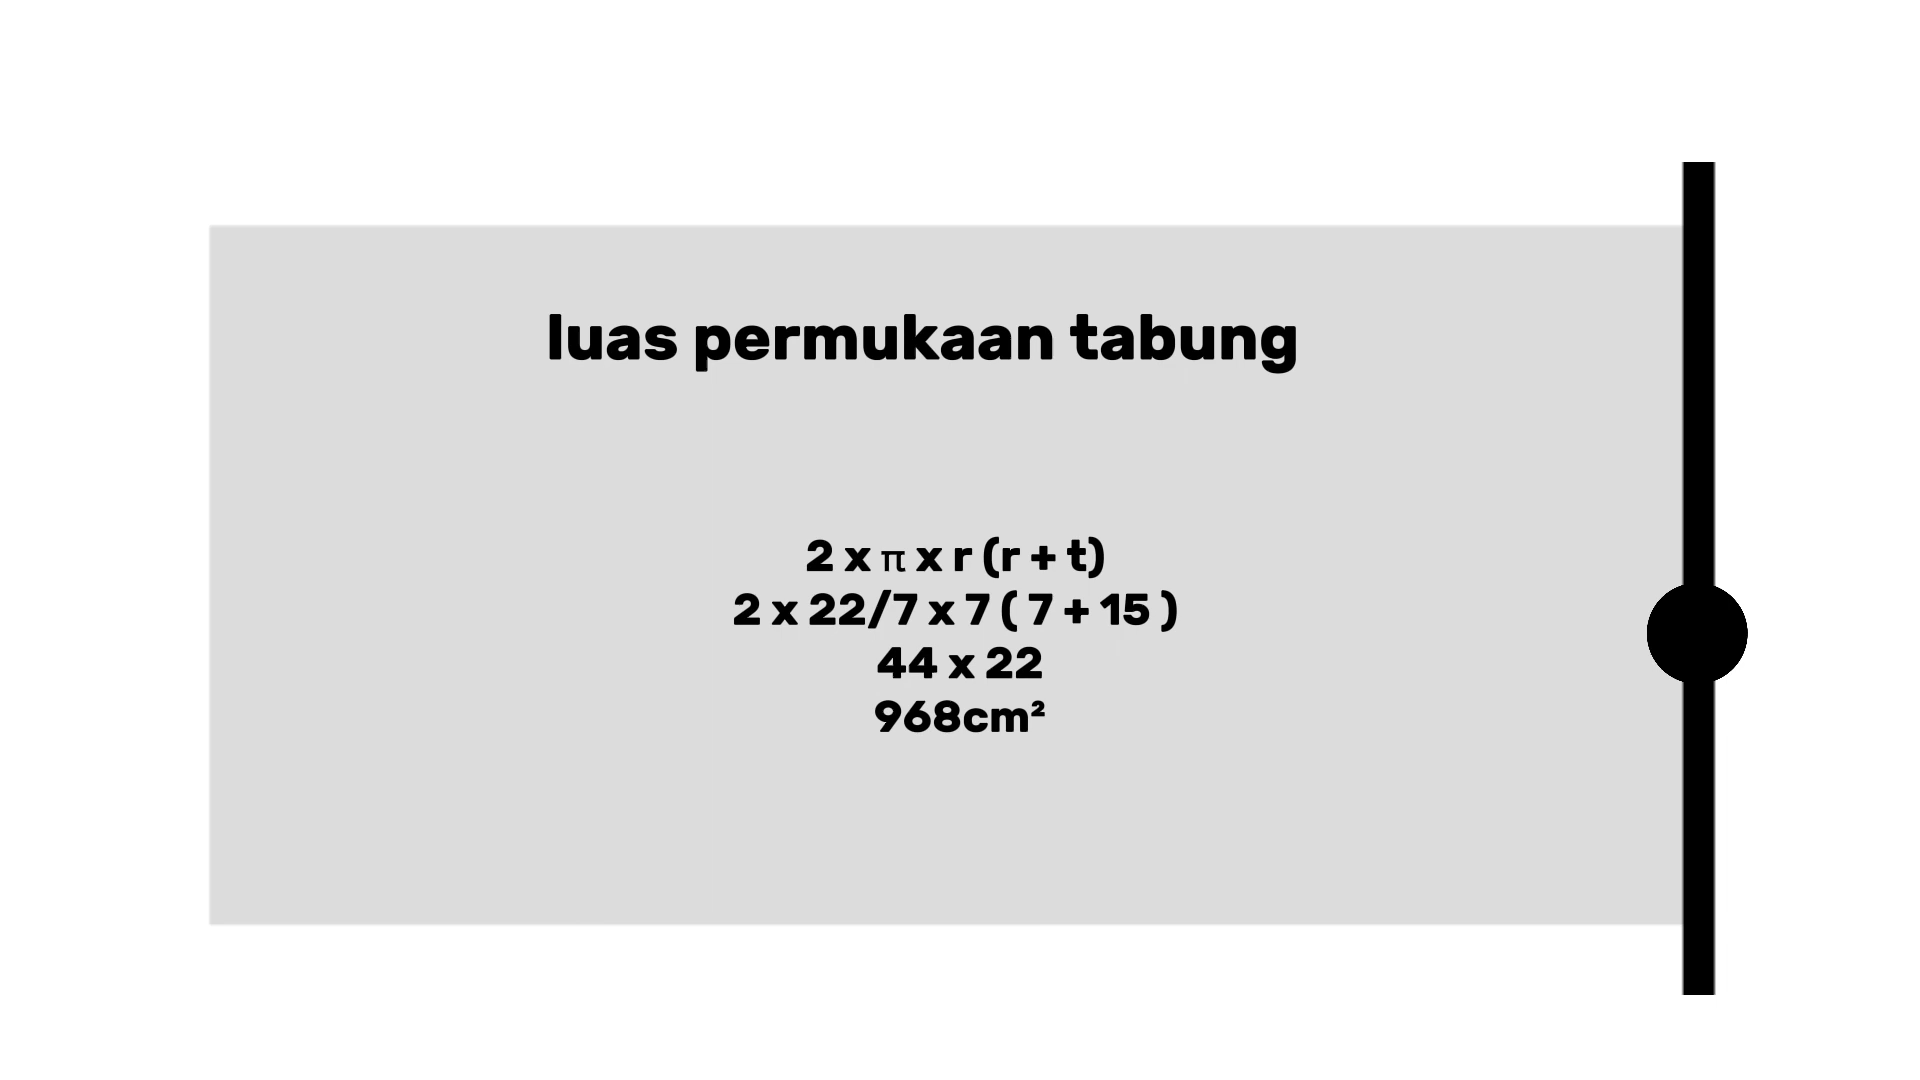 luas permukaan tabung
2 x π x r (r + t)
2 x 22/7 x 7 ( 7 + 15 )
44 x 22
968cm²